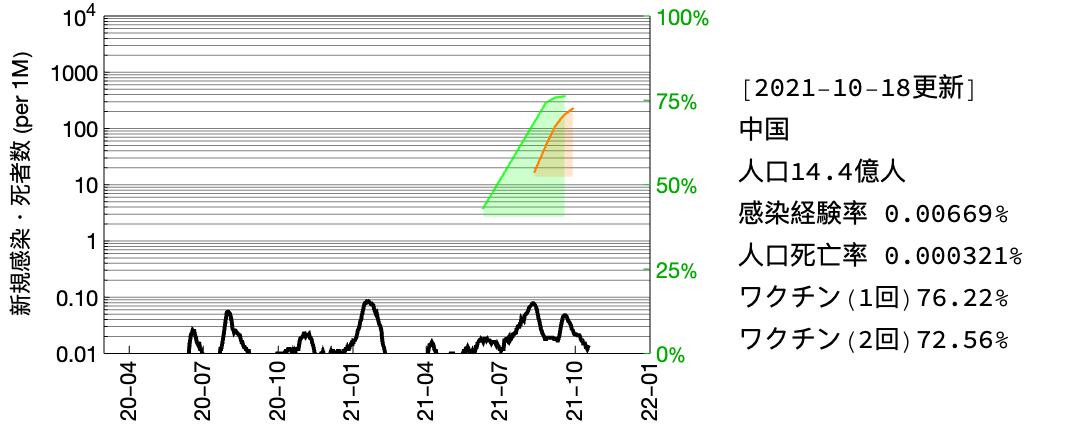 新規感染・死者数 (per 1M)
10^4
1000
100
10
1
0.10
0.01
100%
75%
50%
25%
0%
20-04
20-07
20-10
21-01
21-04
21-07
21-10
22-01
[2021-10-18更新]
中国
人口14.4億人
感染経験率 0.00669%
人口死亡率 0.000321%
ワクチン(1回)76.22%
ワクチン(2回)72.56%